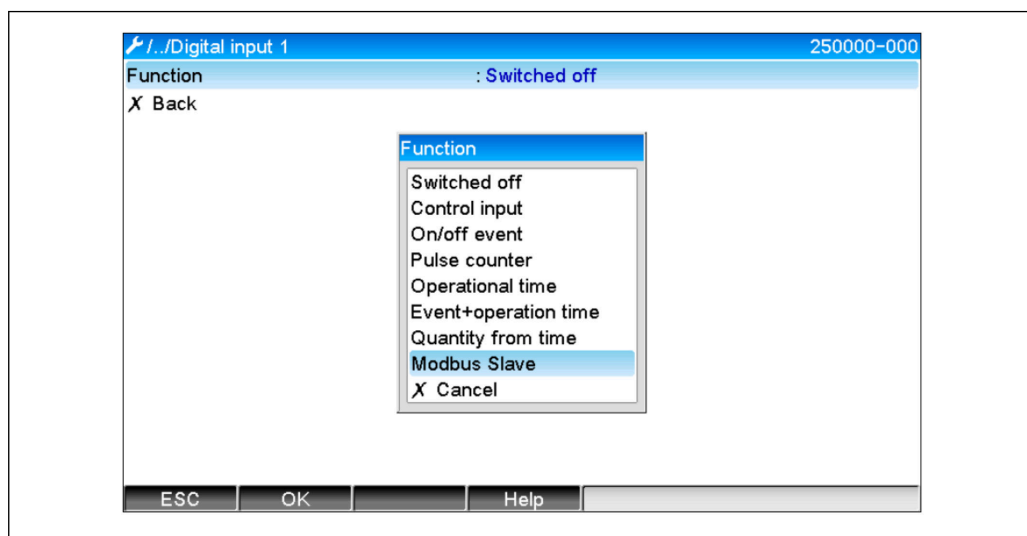 /../Digital input 1 250000-000
Function : Switched off
X Back
Function
Switched off
Control input
On/off event
Pulse counter
Operational time
Event+operation time
Quantity from time
Modbus Slave
X Cancel
ESC OK Help